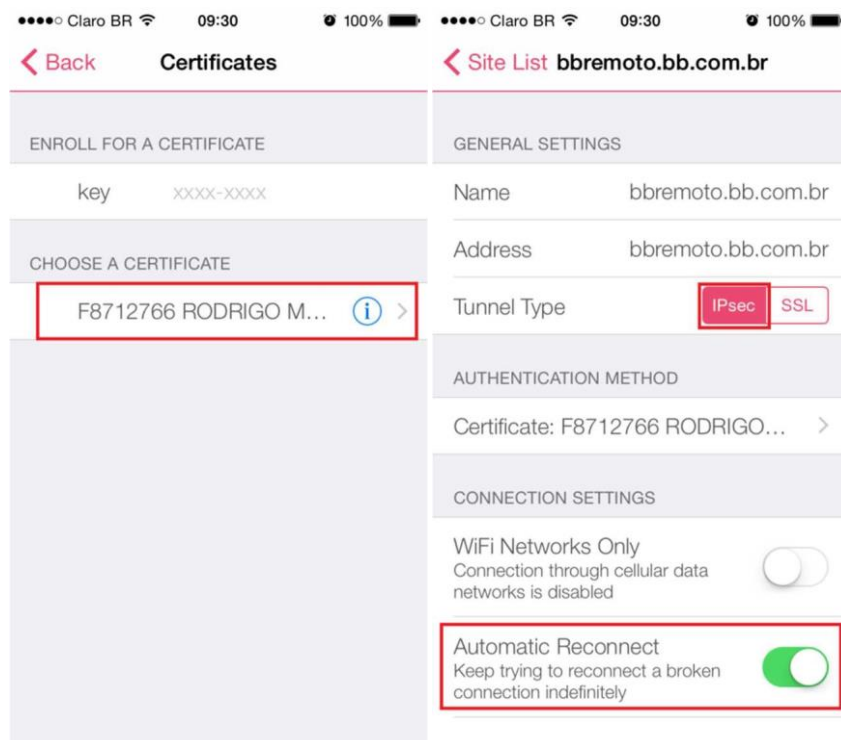 Claro BR 09:30 100%
Back Certificates
ENROLL FOR A CERTIFICATE
key xxxx-xxxx
CHOOSE A CERTIFICATE
F8712766 RODRIGO M... i
Claro BR 09:30 100%
Site List bbremoto.bb.com.br
GENERAL SETTINGS
Name bbremoto.bb.com.br
Address bbremoto.bb.com.br
Tunnel Type IPsec SSL
AUTHENTICATION METHOD
Certificate: F8712766 RODRIGO...
CONNECTION SETTINGS
WiFi Networks Only
Connection through cellular data
networks is disabled
Automatic Reconnect
Keep trying to reconnect a broken
connection indefinitely